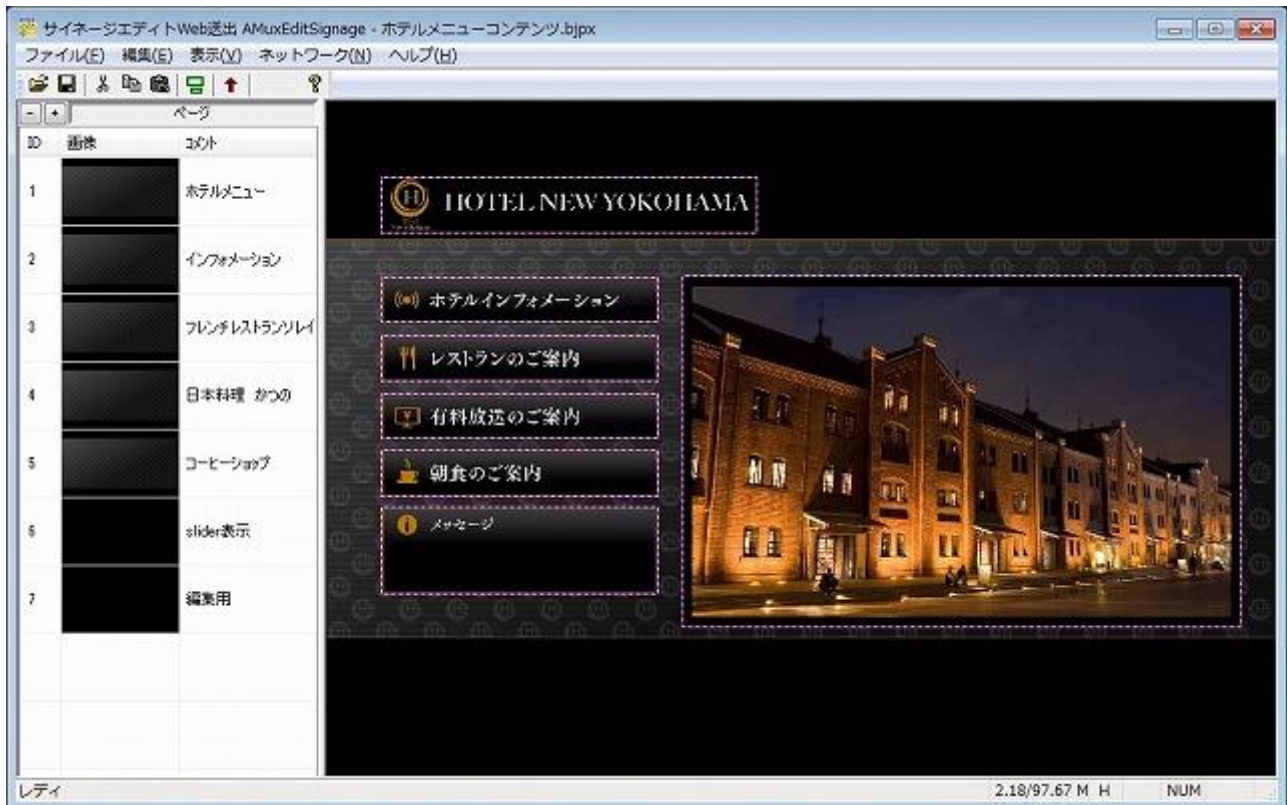 サイネージエディトWeb送出 AMuxEditSignage - ホテルメニューコンテンツ.bjpx
ファイル(F) 編集(E) 表示(V) ネットワーク(N) ヘルプ(H)
- + ページ
ID 画像 コメント
1 ホテルメニュー
2 インフォメーション
3 フレンチレストランソレイ
4 日本料理 かつの
5 コーヒーショップ
6 slider表示
7 編集用
H HOTEL NEW YOKOHAMA
ホテルインフォメーション
レストランのご案内
¥ 有料放送のご案内
朝食のご案内
i メッセージ
レディ 2.18/97.67 M H NUM